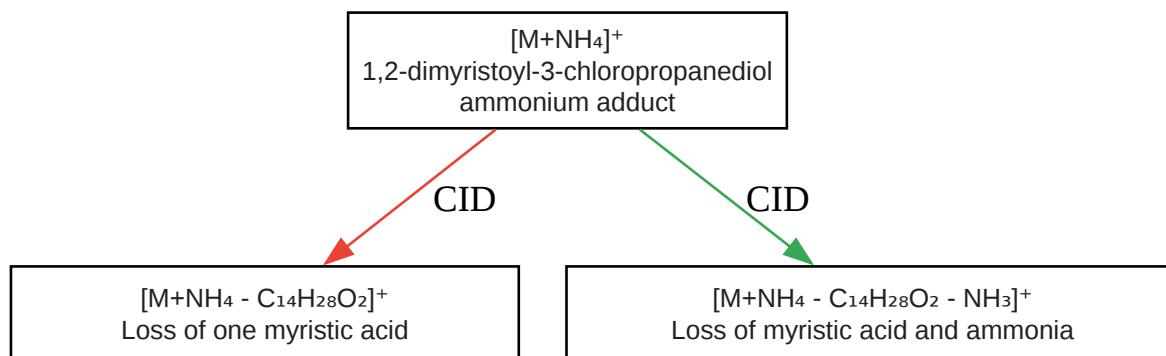 [M+NH₄]⁺
1,2-dimyristoyl-3-chloropropanediol
ammonium adduct
CID
CID
[M+NH₄ - C₁₄H₂₈O₂]⁺
Loss of one myristic acid
[M+NH₄ - C₁₄H₂₈O₂ - NH₃]⁺
Loss of myristic acid and ammonia